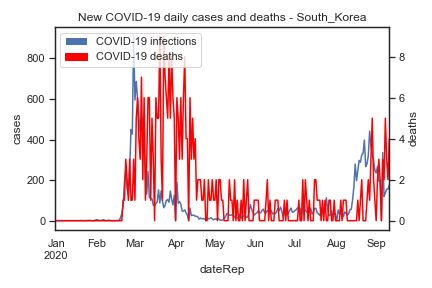 New COVID-19 daily cases and deaths - South_Korea
COVID-19 infections
COVID-19 deaths
800
600
400
200
0
cases
8
6
4
2
0
deaths
Jan Feb Mar Apr May Jun Jul Aug Sep
2020
dateRep